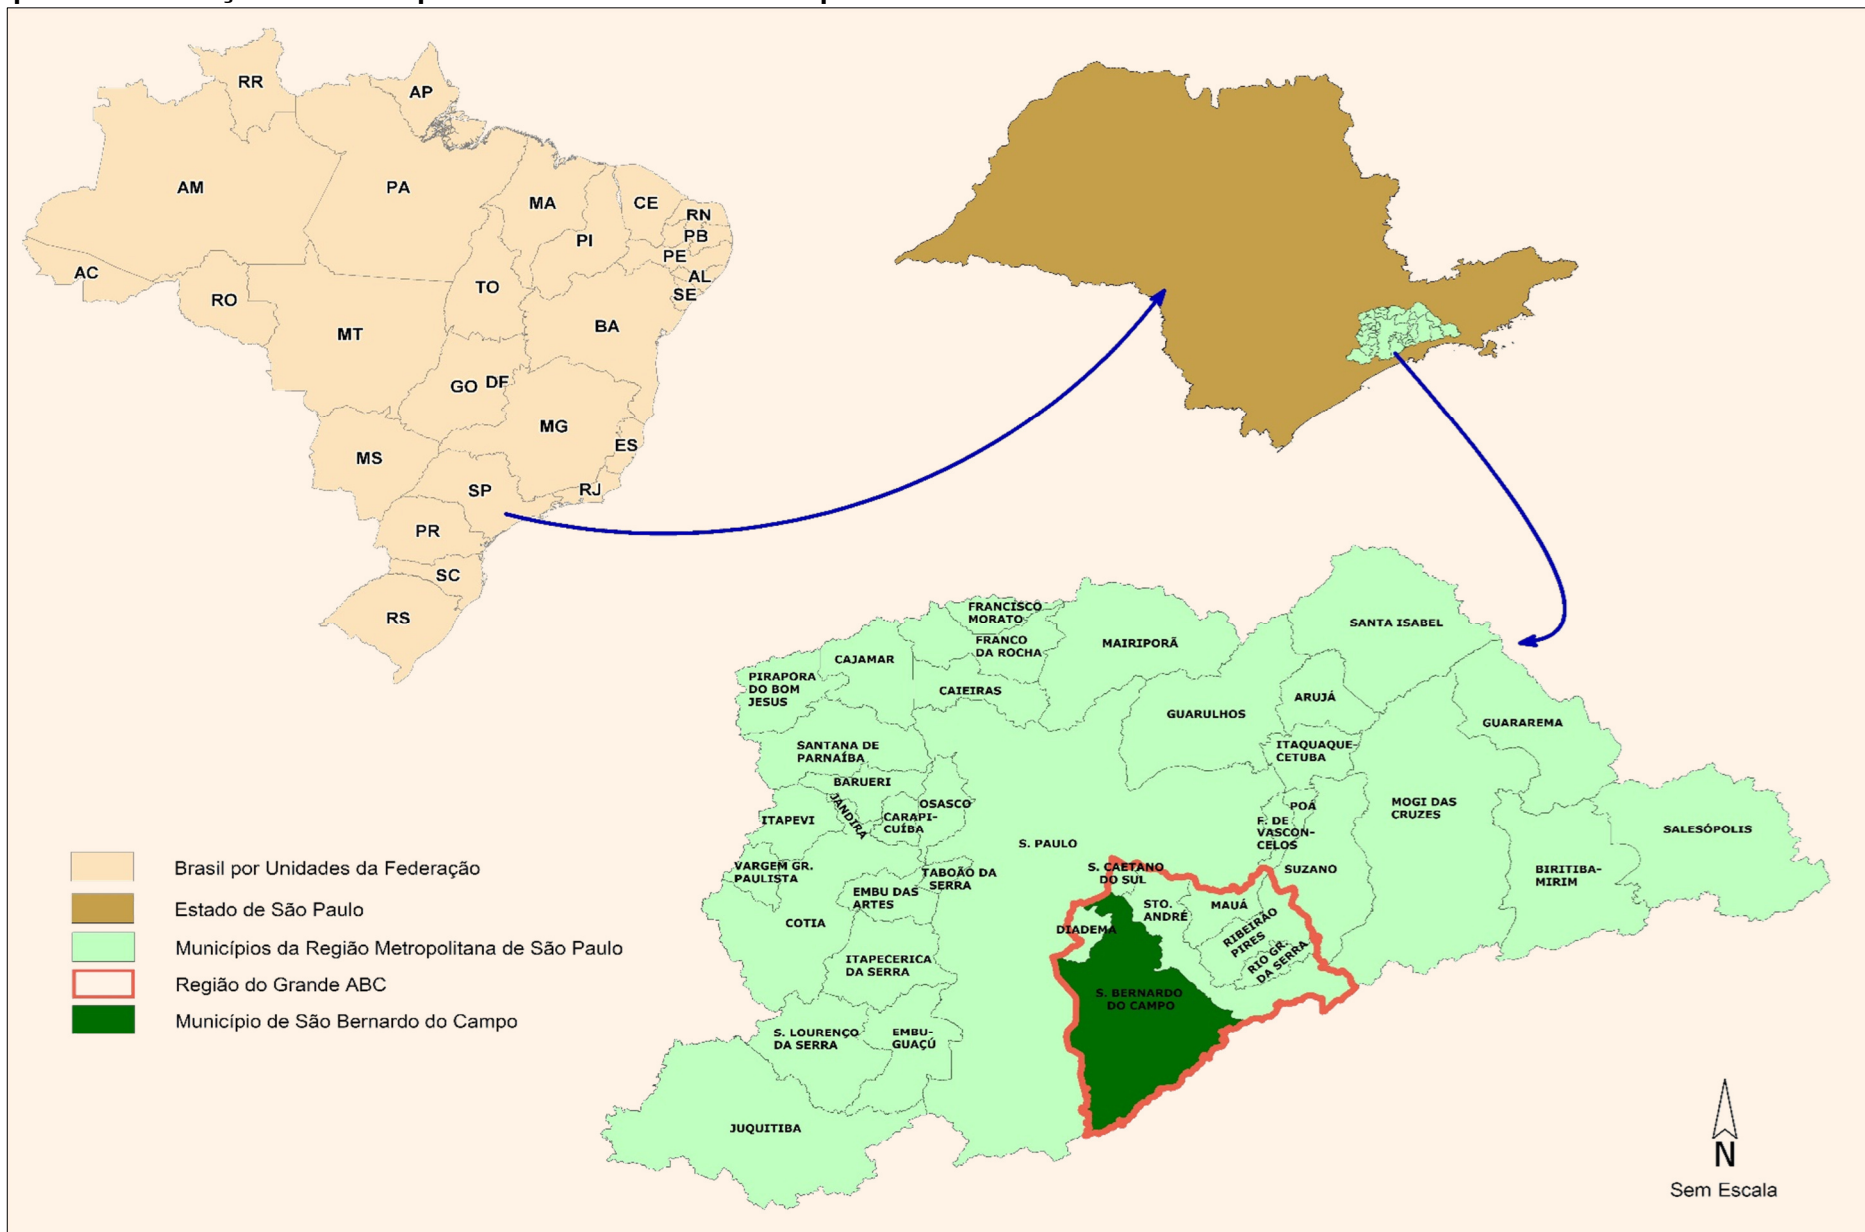 RR
AP
AM
PA
MA
CE
RN
PB
PI
PE
AL
SE
AC
RO
TO
BA
MT
GO
DF
MG
ES
MS
SP
RJ
PR
SC
RS
FRANCISCO
MORATO
FRANCO
DA ROCHA
MAIRIPORÃ
SANTA ISABEL
CAJAMAR
PIRAPORA
DO BOM
JESUS
CAIEIRAS
ARUJÁ
GUARULHOS
GUARAREMA
SANTANA DE
PARNAÍBA
ITAQUAQUE-
CETUBA
BARUERI
JANDIRA
OSASCO
CARAPI-
CUÍBA
ITAPEVI
POÁ
F. DE
VASCON-
CELOS
MOGI DAS
CRUZES
SALESÓPOLIS
S. PAULO
VARGEM GR.
PAULISTA
TABOÃO DA
SERRA
S. CAETANO
DO SUL
SUZANO
BIRITIBA-
MIRIM
EMBU DAS
ARTES
COTIA
STO.
ANDRÉ
MAUÁ
DIADEMA
RIBEIRÃO
PIRES
RIO GR.
DA SERRA
ITAPECERICA
DA SERRA
S. BERNARDO
DO CAMPO
S. LOURENÇO
DA SERRA
EMBU-
GUAÇÚ
JUQUITIBA
Brasil por Unidades da Federação
Estado de São Paulo
Municípios da Região Metropolitana de São Paulo
Região do Grande ABC
Município de São Bernardo do Campo
N
Sem Escala